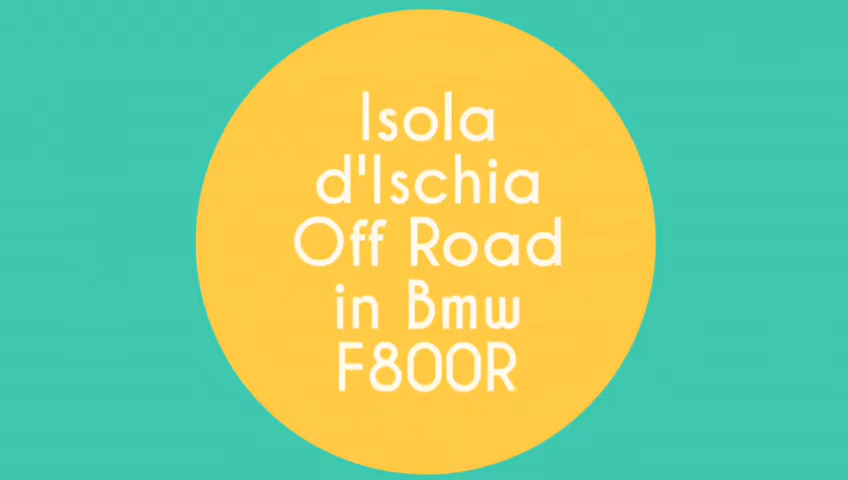 Isola
d'Ischia
Off Road
in Bmw
F800R